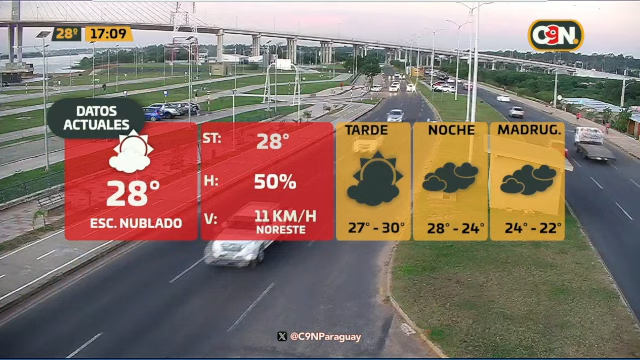 28° 17:09
C9N
DATOS
ACTUALES
28°
ESC. NUBLADO
ST: 28°
H: 50%
V: 11 KM/H
NORESTE
TARDE
27° - 30°
NOCHE
28° - 24°
MADRUG.
24° - 22°
X @C9NParaguay